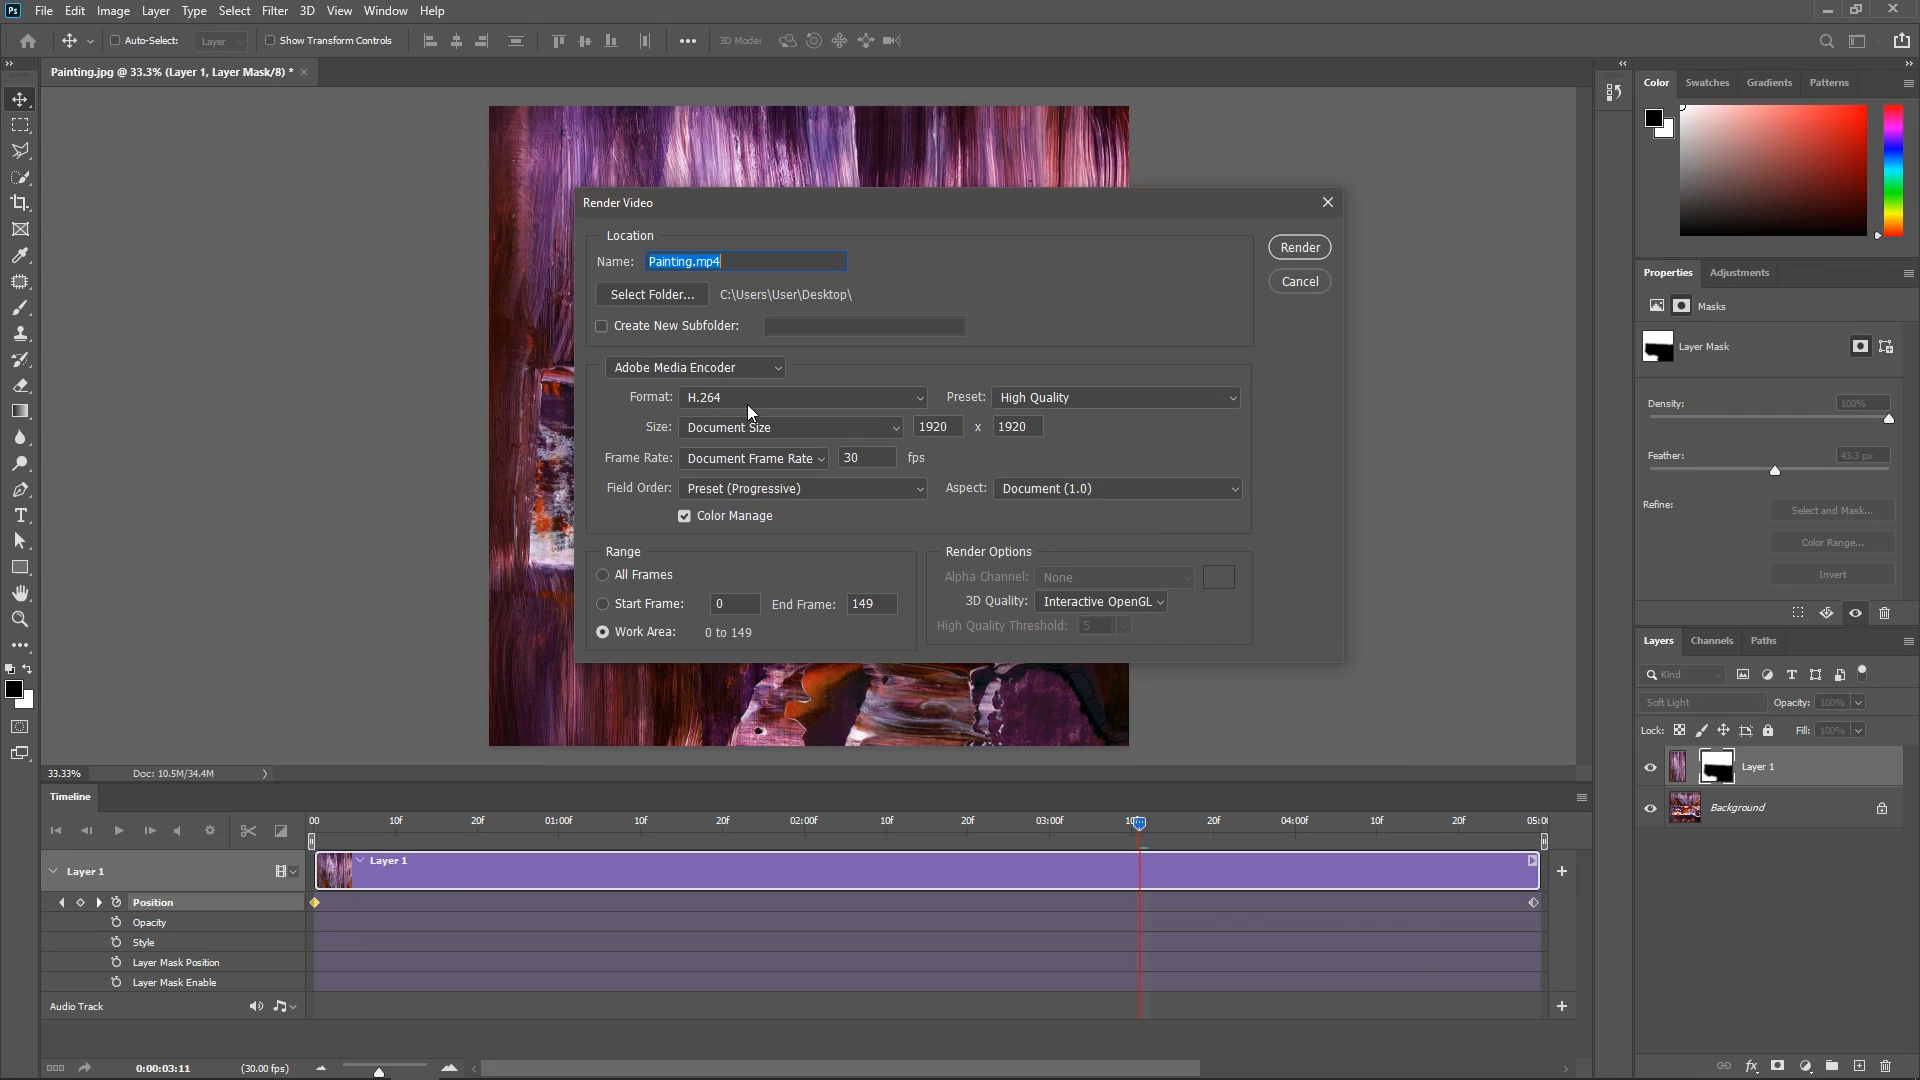 Ps File Edit Image Layer Type Select Filter 3D View Window Help
Auto-Select: Layer Show Transform Controls 3D Mode:
Painting.jpg @ 33.3% (Layer 1, Layer Mask/8) *
Color Swatches Gradients Patterns
Render Video
Location
Name: Painting.mp4
Select Folder... C:\Users\User\Desktop\
Create New Subfolder:
Render
Cancel
Adobe Media Encoder
Format: H.264 Preset: High Quality
Size: Document Size 1920 x 1920
Frame Rate: Document Frame Rate 30 fps
Field Order: Preset (Progressive) Aspect: Document (1.0)
Color Manage
Range
All Frames
Start Frame: 0 End Frame: 149
Work Area: 0 to 149
Render Options
Alpha Channel: None
3D Quality: Interactive OpenGL
High Quality Threshold: 5
Properties Adjustments
Masks
Layer Mask
Density: 100%
Feather: 43.3 px
Refine: Select and Mask...
Color Range...
Invert
Layers Channels Paths
Kind
Soft Light Opacity: 100%
Lock: Fill: 100%
Layer 1
Background
33.33% Doc: 10.5M/34.4M
Timeline
00 10f 20f 01:00f 10f 20f 02:00f 10f 20f 03:00f 10f 20f 04:00f 10f 20f 05:00
Layer 1 Layer 1
Position
Opacity
Style
Layer Mask Position
Layer Mask Enable
Audio Track
0:00:03:11 (30.00 fps)
fx